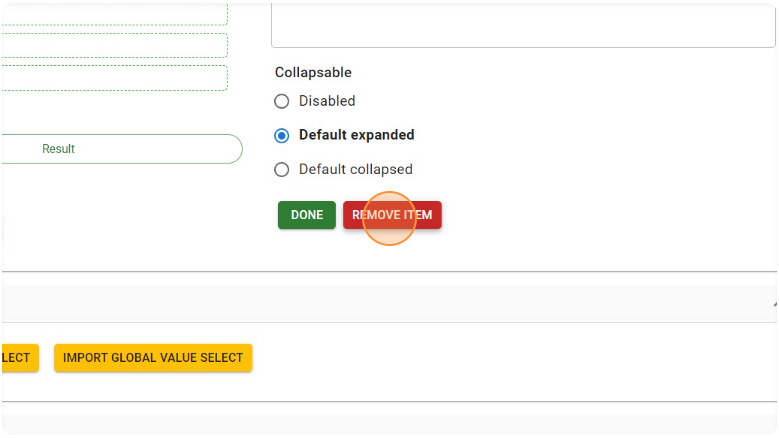 Collapsable
Disabled
Default expanded
Result
Default collapsed
DONE
REMOVE ITEM
LECT
IMPORT GLOBAL VALUE SELECT